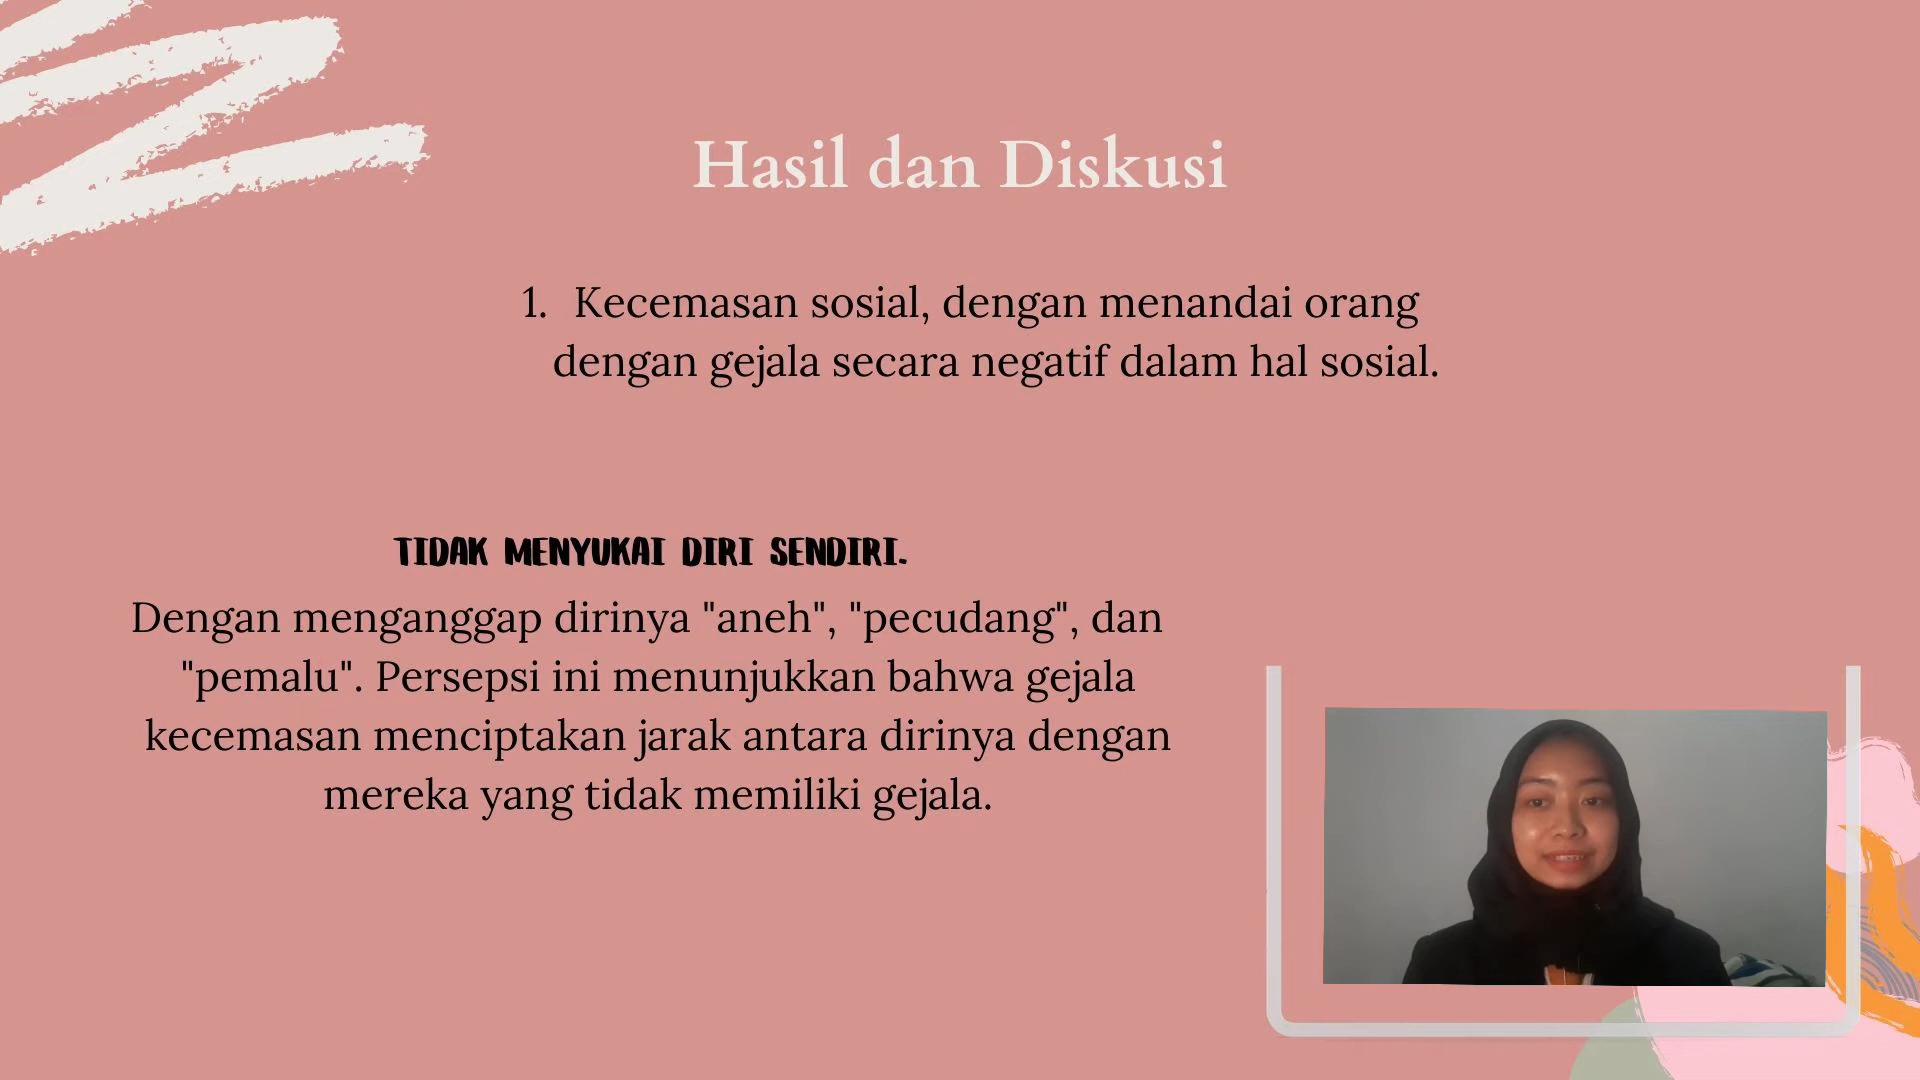 Hasil dan Diskusi
1. Kecemasan sosial, dengan menandai orang
dengan gejala secara negatif dalam hal sosial.
TIDAK MENYUKAI DIRI SENDIRI.
Dengan menganggap dirinya "aneh", "pecudang", dan
"pemalu". Persepsi ini menunjukkan bahwa gejala
kecemasan menciptakan jarak antara dirinya dengan
mereka yang tidak memiliki gejala.